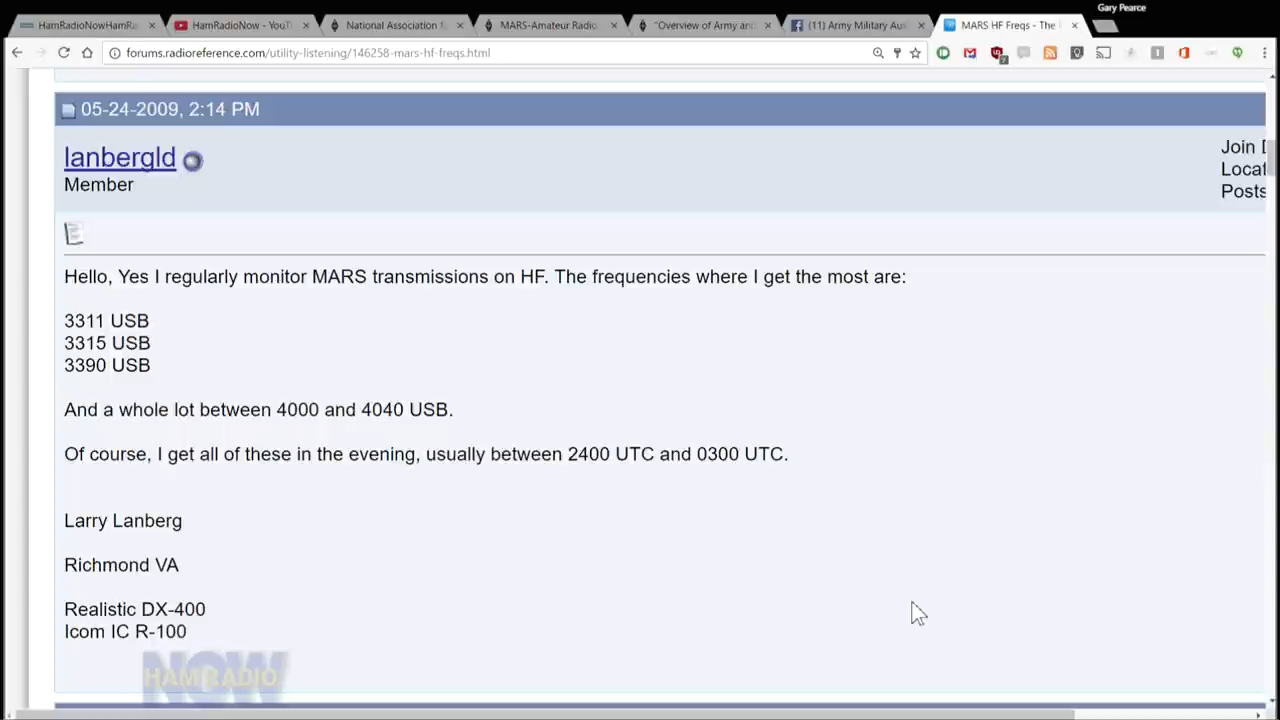 Gary Pearce
HamRadioNowHamRa
HamRadioNow - YouT
National Association f
MARS-Amateur Radio
"Overview of Army and
(11) Army Military Aux
MARS HF Freqs - The
forums.radioreference.com/utility-listening/146258-mars-hf-freqs.html
05-24-2009, 2:14 PM
lanbergld
Member
Join D
Locat
Posts
Hello, Yes I regularly monitor MARS transmissions on HF. The frequencies where I get the most are:
3311 USB
3315 USB
3390 USB
And a whole lot between 4000 and 4040 USB.
Of course, I get all of these in the evening, usually between 2400 UTC and 0300 UTC.
Larry Lanberg
Richmond VA
Realistic DX-400
Icom IC R-100
HAM RADIO
NOW